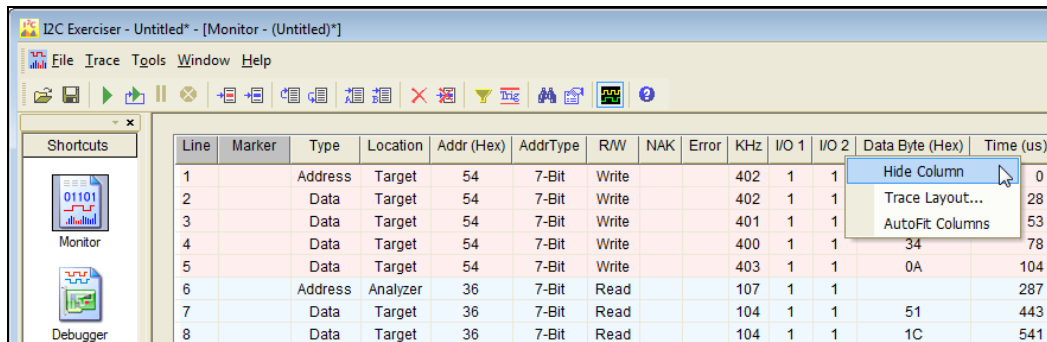 I2C Exerciser - Untitled* - [Monitor - (Untitled)*]
File Trace Tools Window Help
Shortcuts
Line Marker Type Location Addr (Hex) AddrType R/W NAK Error KHz I/O 1 I/O 2 Data Byte (Hex) Time (us)
1 Address Target 54 7-Bit Write 402 1 1 0
2 Data Target 54 7-Bit Write 402 1 1 28
3 Data Target 54 7-Bit Write 401 1 1 53
4 Data Target 54 7-Bit Write 400 1 1 34 78
5 Data Target 54 7-Bit Write 403 1 1 0A 104
6 Address Analyzer 36 7-Bit Read 107 1 1 287
7 Data Target 36 7-Bit Read 104 1 1 51 443
8 Data Target 36 7-Bit Read 104 1 1 1C 541
Hide Column
Trace Layout...
AutoFit Columns
01101
Monitor
Debugger